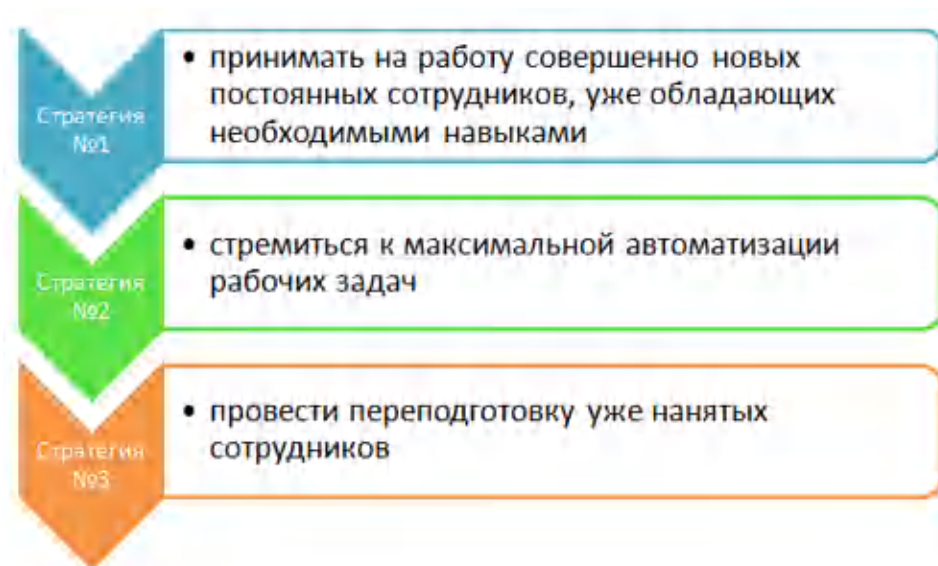 Стратегия
№1
• принимать на работу совершенно новых
постоянных сотрудников, уже обладающих
необходимыми навыками
Стратегия
№2
• стремиться к максимальной автоматизации
рабочих задач
Стратегия
№3
• провести переподготовку уже нанятых
сотрудников